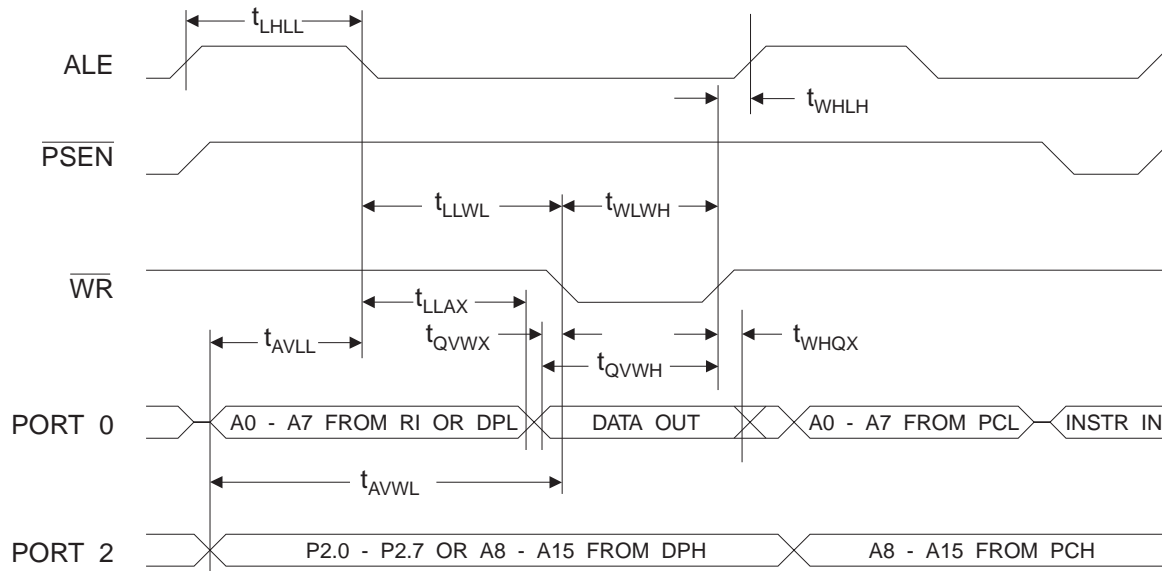 tLHLL
ALE
tWHLH
PSEN
tLLWL
tWLWH
WR
tLLAX
tAVLL
tQVWX
tWHQX
tQVWH
PORT 0
A0 - A7 FROM RI OR DPL
DATA OUT
A0 - A7 FROM PCL
INSTR IN
tAVWL
PORT 2
P2.0 - P2.7 OR A8 - A15 FROM DPH
A8 - A15 FROM PCH